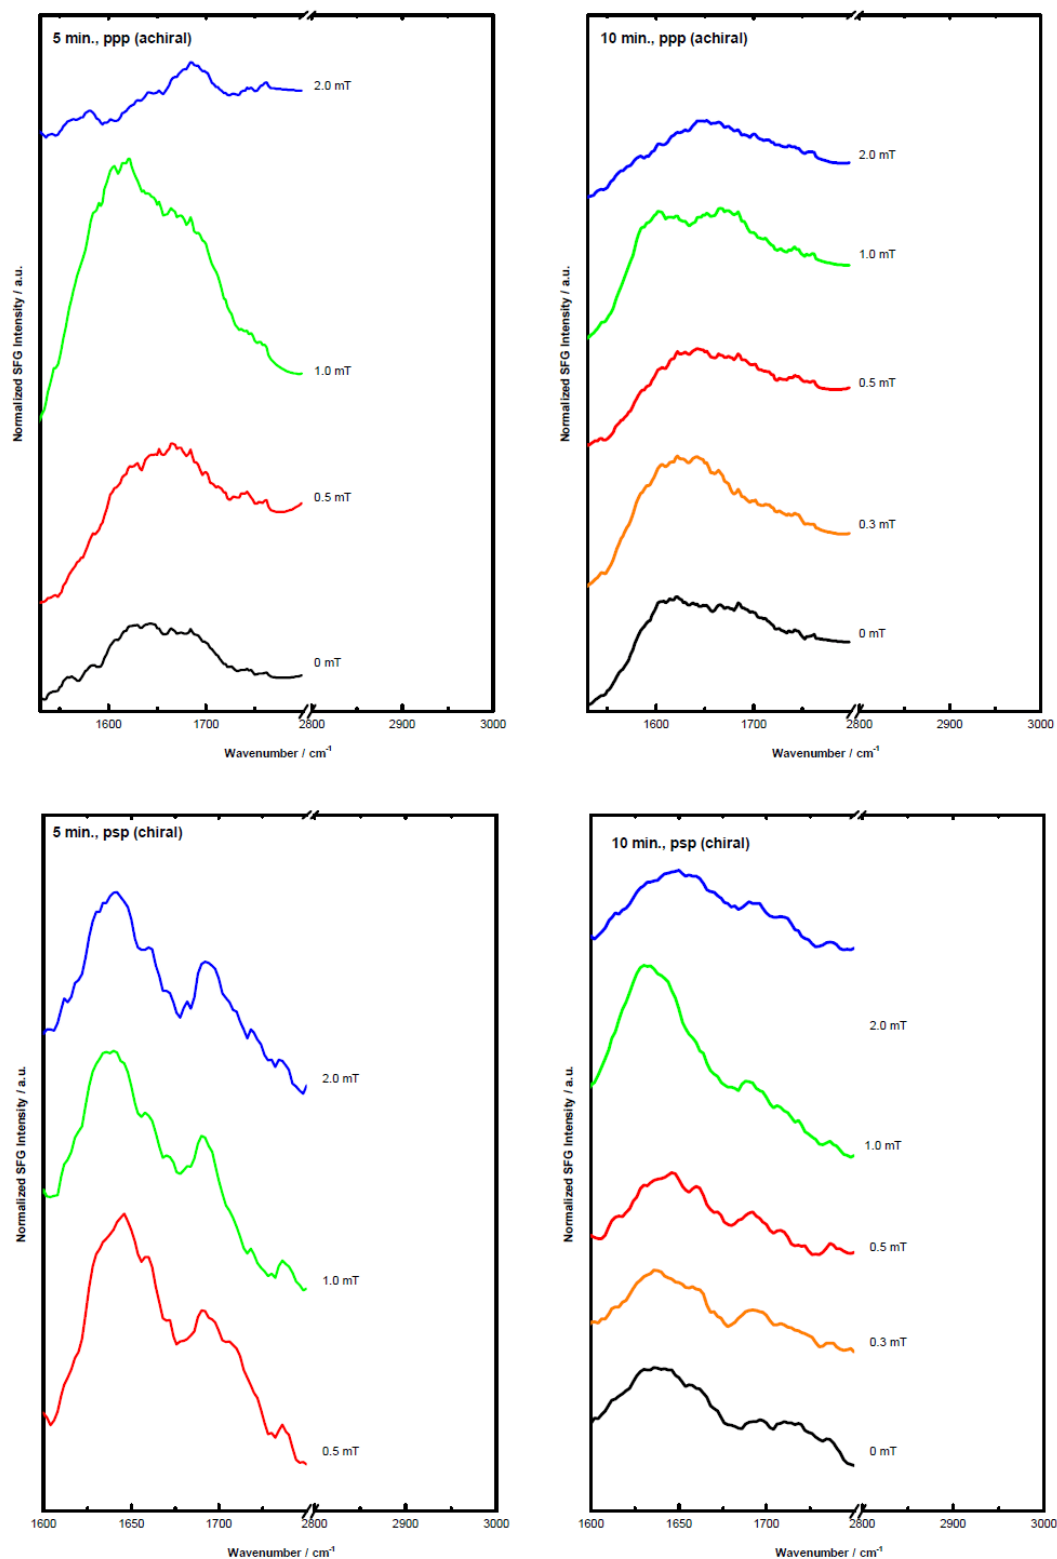 5 min., ppp (achiral)
2.0 mT
1.0 mT
0.5 mT
0 mT
Normalized SFG Intensity / a.u.
1600 1700 2800 2900 3000
Wavenumber / cm-1
10 min., ppp (achiral)
2.0 mT
1.0 mT
0.5 mT
0.3 mT
0 mT
Normalized SFG Intensity / a.u.
1600 1700 2800 2900 3000
Wavenumber / cm-1
5 min., psp (chiral)
2.0 mT
1.0 mT
0.5 mT
Normalized SFG Intensity / a.u.
1600 1650 1700 2800 2900 3000
Wavenumber / cm-1
10 min., psp (chiral)
2.0 mT
1.0 mT
0.5 mT
0.3 mT
0 mT
Normalized SFG Intensity / a.u.
1600 1650 1700 2800 2900 3000
Wavenumber / cm-1